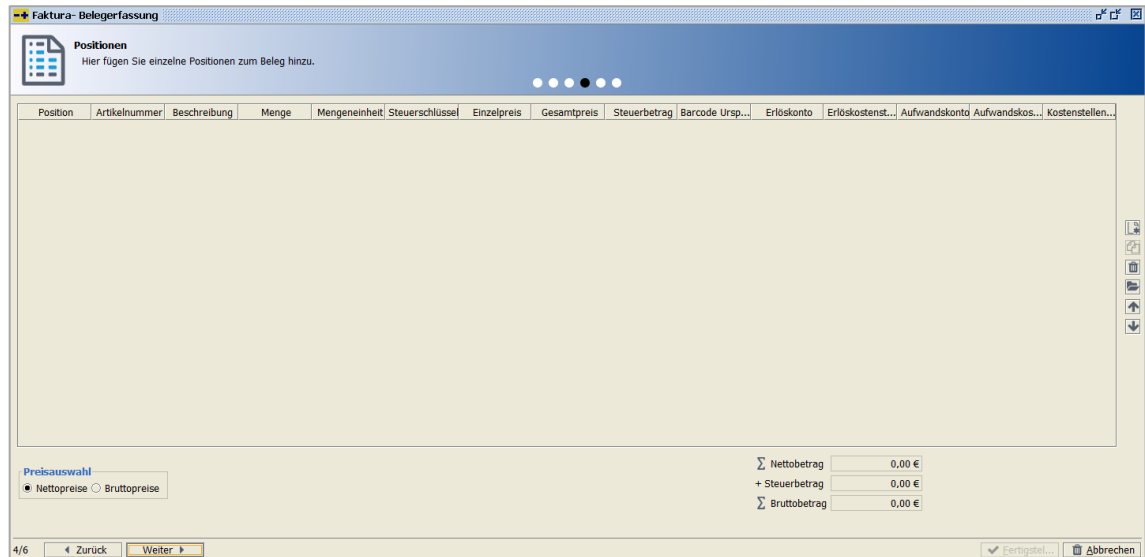 Faktura- Belegerfassung
Positionen
Hier fügen Sie einzelne Positionen zum Beleg hinzu.
Position Artikelnummer Beschreibung Menge Mengeneinheit Steuerschlüssel Einzelpreis Gesamtpreis Steuerbetrag Barcode Ursp... Erlöskonto Erlöskostenst... Aufwandskonto Aufwandskos... Kostenstellen...
Preisauswahl
Nettopreise Bruttopreise
∑ Nettobetrag 0,00 €
+ Steuerbetrag 0,00 €
∑ Bruttobetrag 0,00 €
4/6 Zurück Weiter Fertigstel... Abbrechen